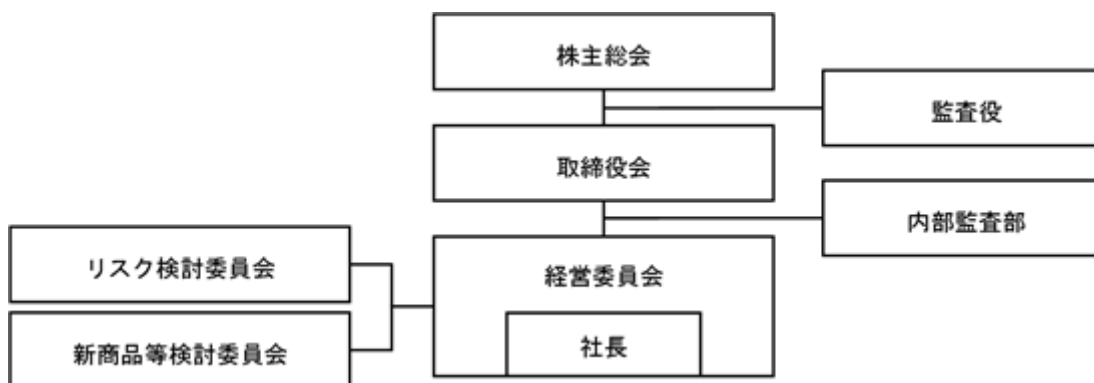 株主総会
監査役
取締役会
内部監査部
リスク検討委員会
経営委員会
新商品等検討委員会
社長